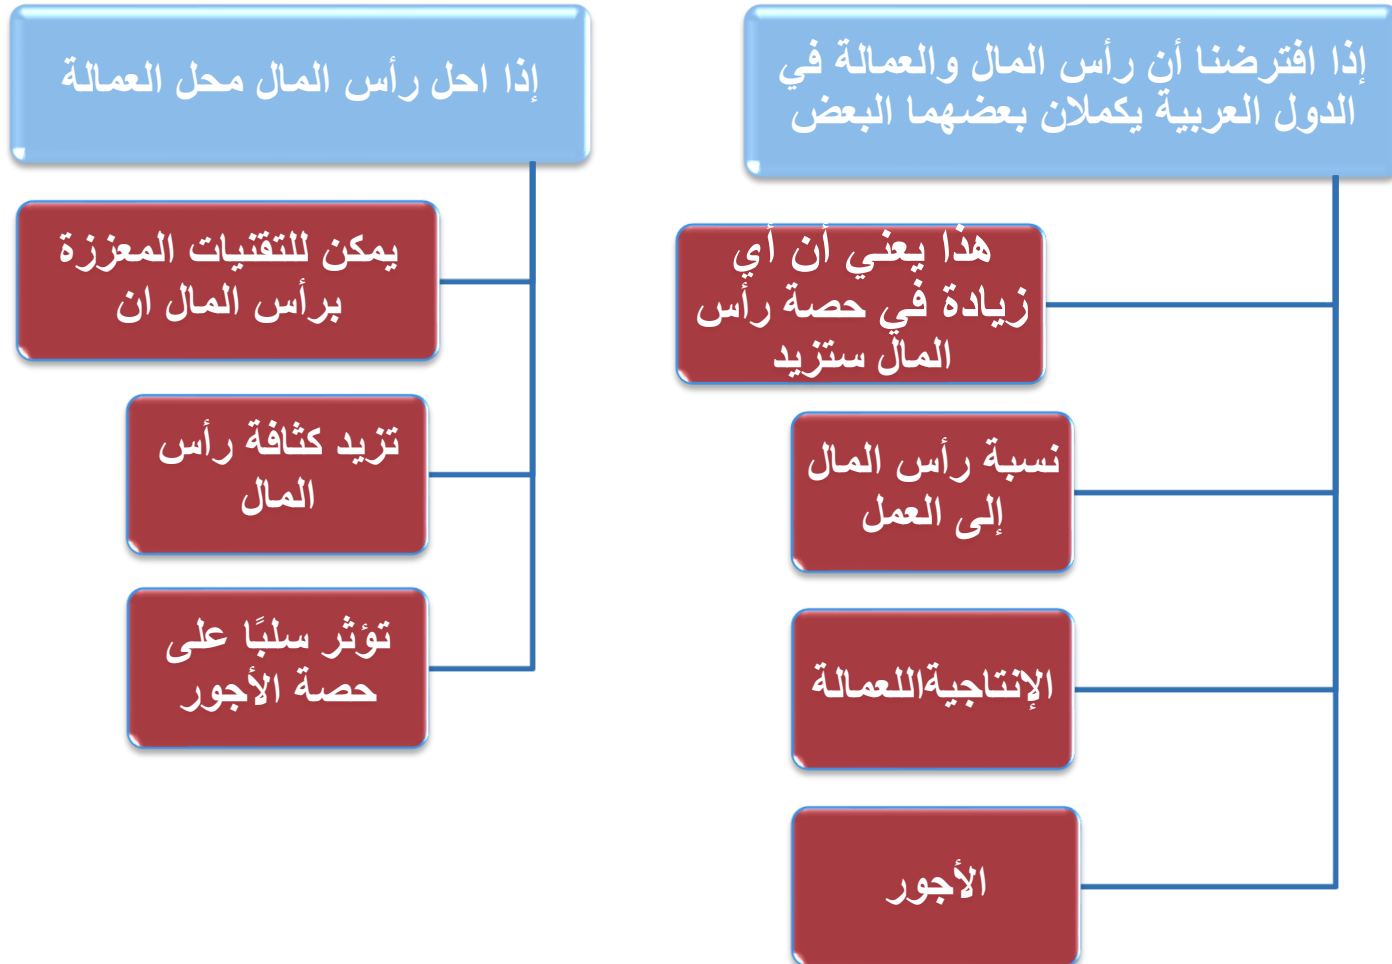 إذا افترضنا أن رأس المال والعمالة في
الدول العربية يكملان بعضهما البعض
هذا يعني أن أي
زيادة في حصة رأس
المال ستزيد
نسبة رأس المال
إلى العمل
الإنتاجيةاللعمالة
الأجور
إذا احل رأس المال محل العمالة
يمكن للتقنيات المعززة
برأس المال ان
تزيد كثافة رأس
المال
تؤثر سلبًا على
حصة الأجور